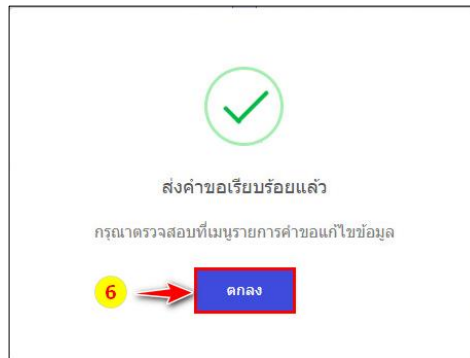 ส่งคำขอเรียบร้อยแล้ว
กรุณาตรวจสอบที่เมนูรายการคำขอแก้ไขข้อมูล
6 ตกลง